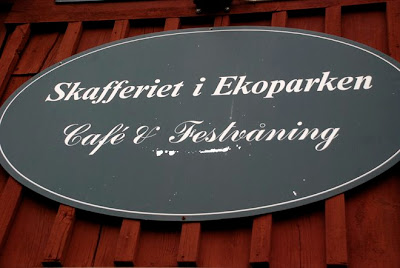 Skafferiet i Ekoparken
Café & Festvåning